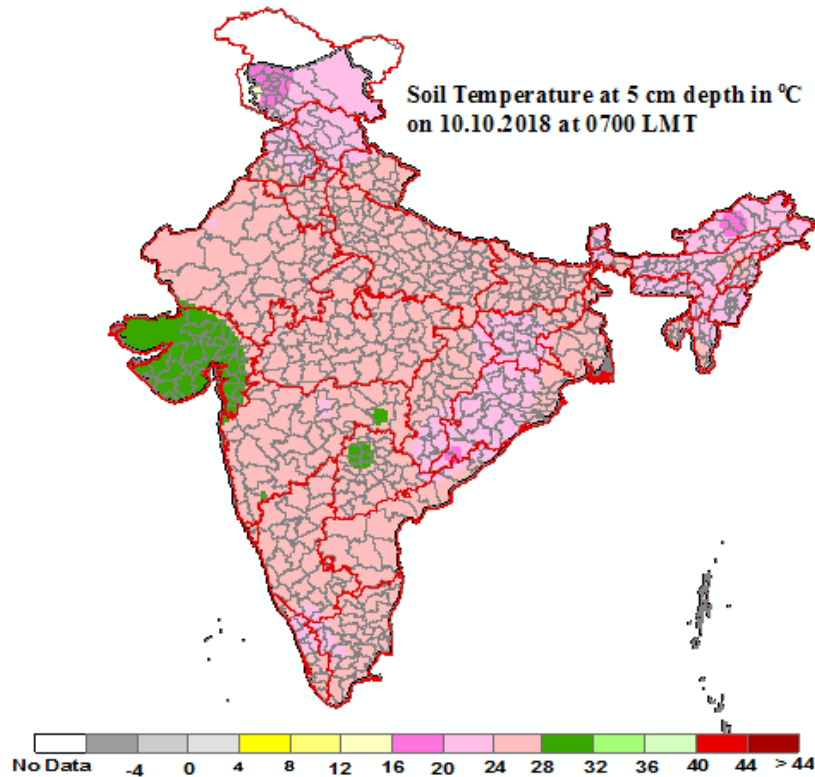 Soil Temperature at 5 cm depth in ⁰C
on 10.10.2018 at 0700 LMT
No Data -4 0 4 8 12 16 20 24 28 32 36 40 44 > 44